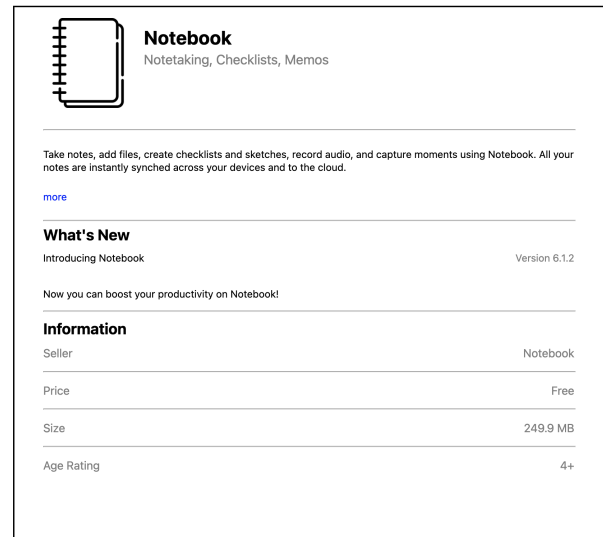 Notebook
Notetaking, Checklists, Memos
Take notes, add files, create checklists and sketches, record audio, and capture moments using Notebook. All your
notes are instantly synched across your devices and to the cloud.
more
What's New
Introducing Notebook Version 6.1.2
Now you can boost your productivity on Notebook!
Information
Seller Notebook
Price Free
Size 249.9 MB
Age Rating 4+